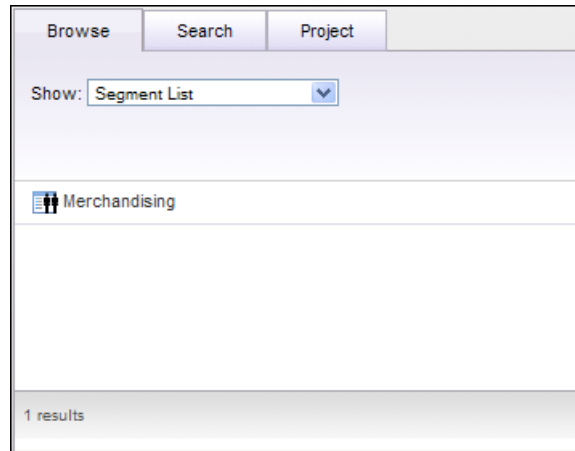 Browse Search Project
Show: Segment List
Merchandising
1 results